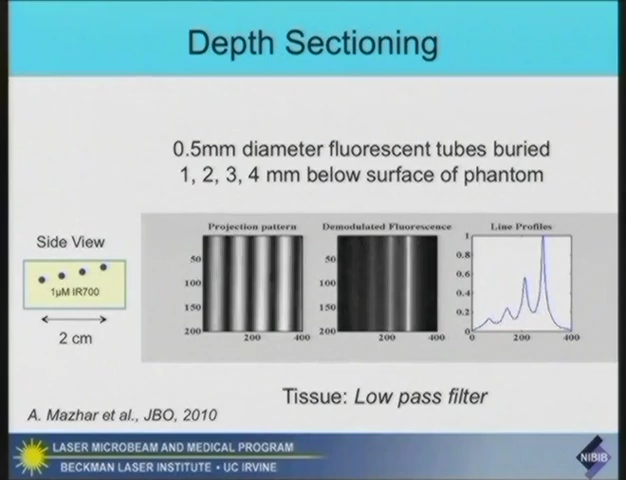 Depth Sectioning
0.5mm diameter fluorescent tubes buried
1, 2, 3, 4 mm below surface of phantom
Side View
1µM IR700
2 cm
Projection pattern
50
100
150
200
200
400
Demodulated Fluorescence
50
100
150
200
200
400
Line Profiles
1
0.8
0.6
0.4
0.2
0
0
200
400
Tissue: Low pass filter
A. Mazhar et al., JBO, 2010
LASER MICROBEAM AND MEDICAL PROGRAM
BECKMAN LASER INSTITUTE • UC IRVINE
NIBIB